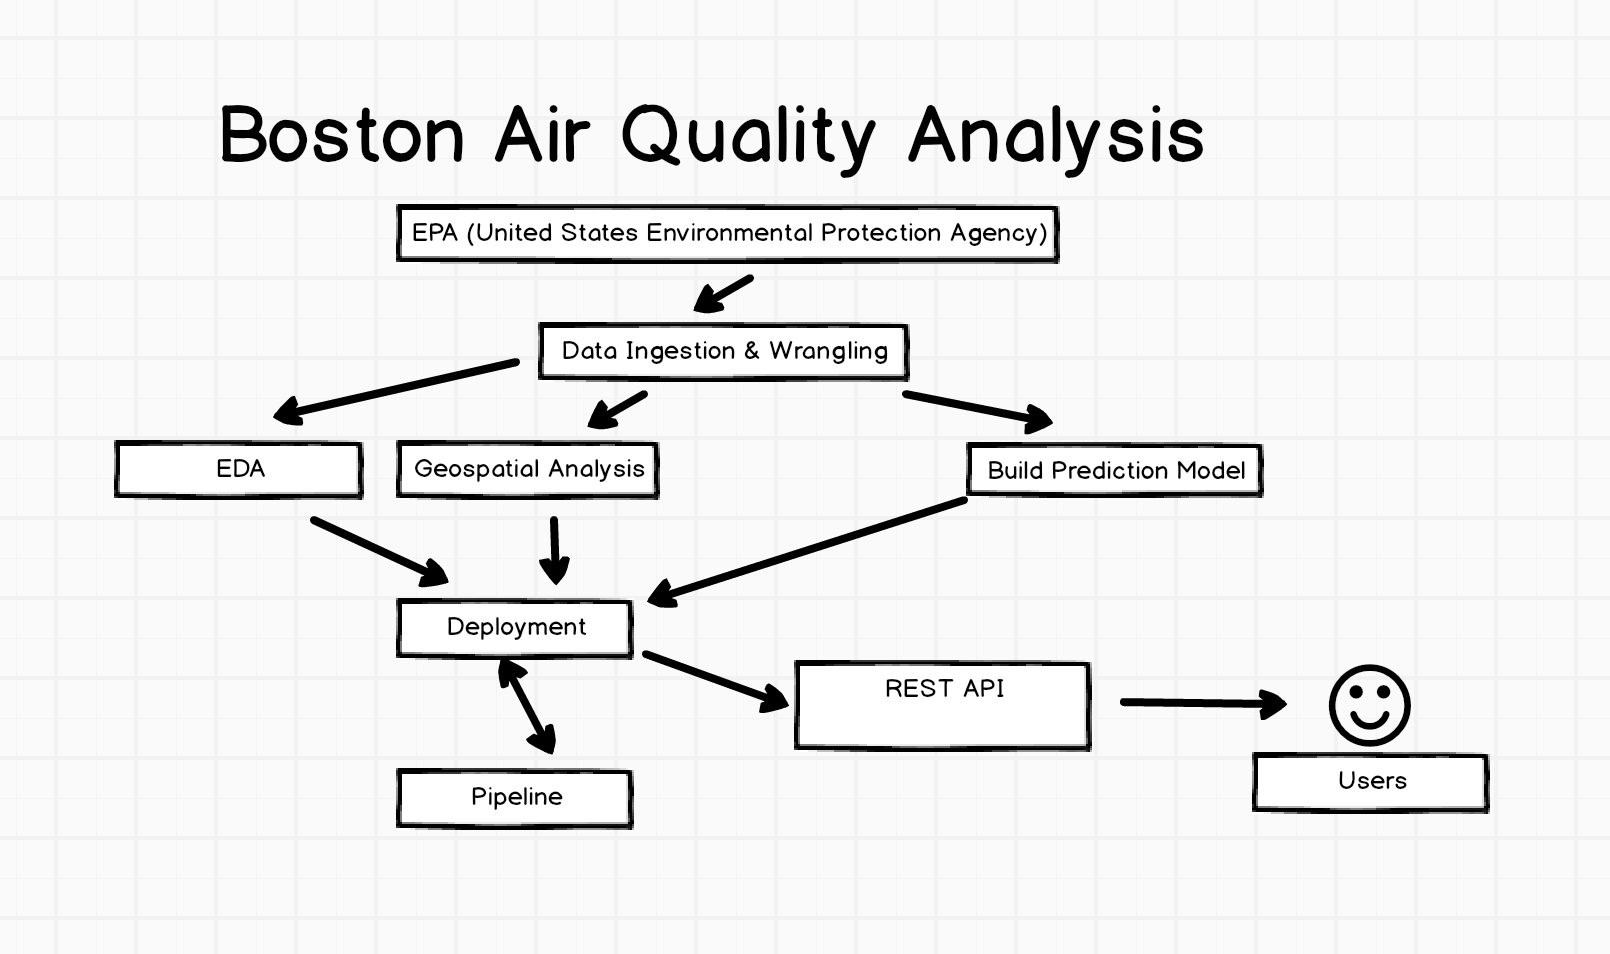 Boston Air Quality Analysis
EPA (United States Environmental Protection Agency)
Data Ingestion & Wrangling
EDA
Geospatial Analysis
Build Prediction Model
Deployment
REST API
Users
Pipeline